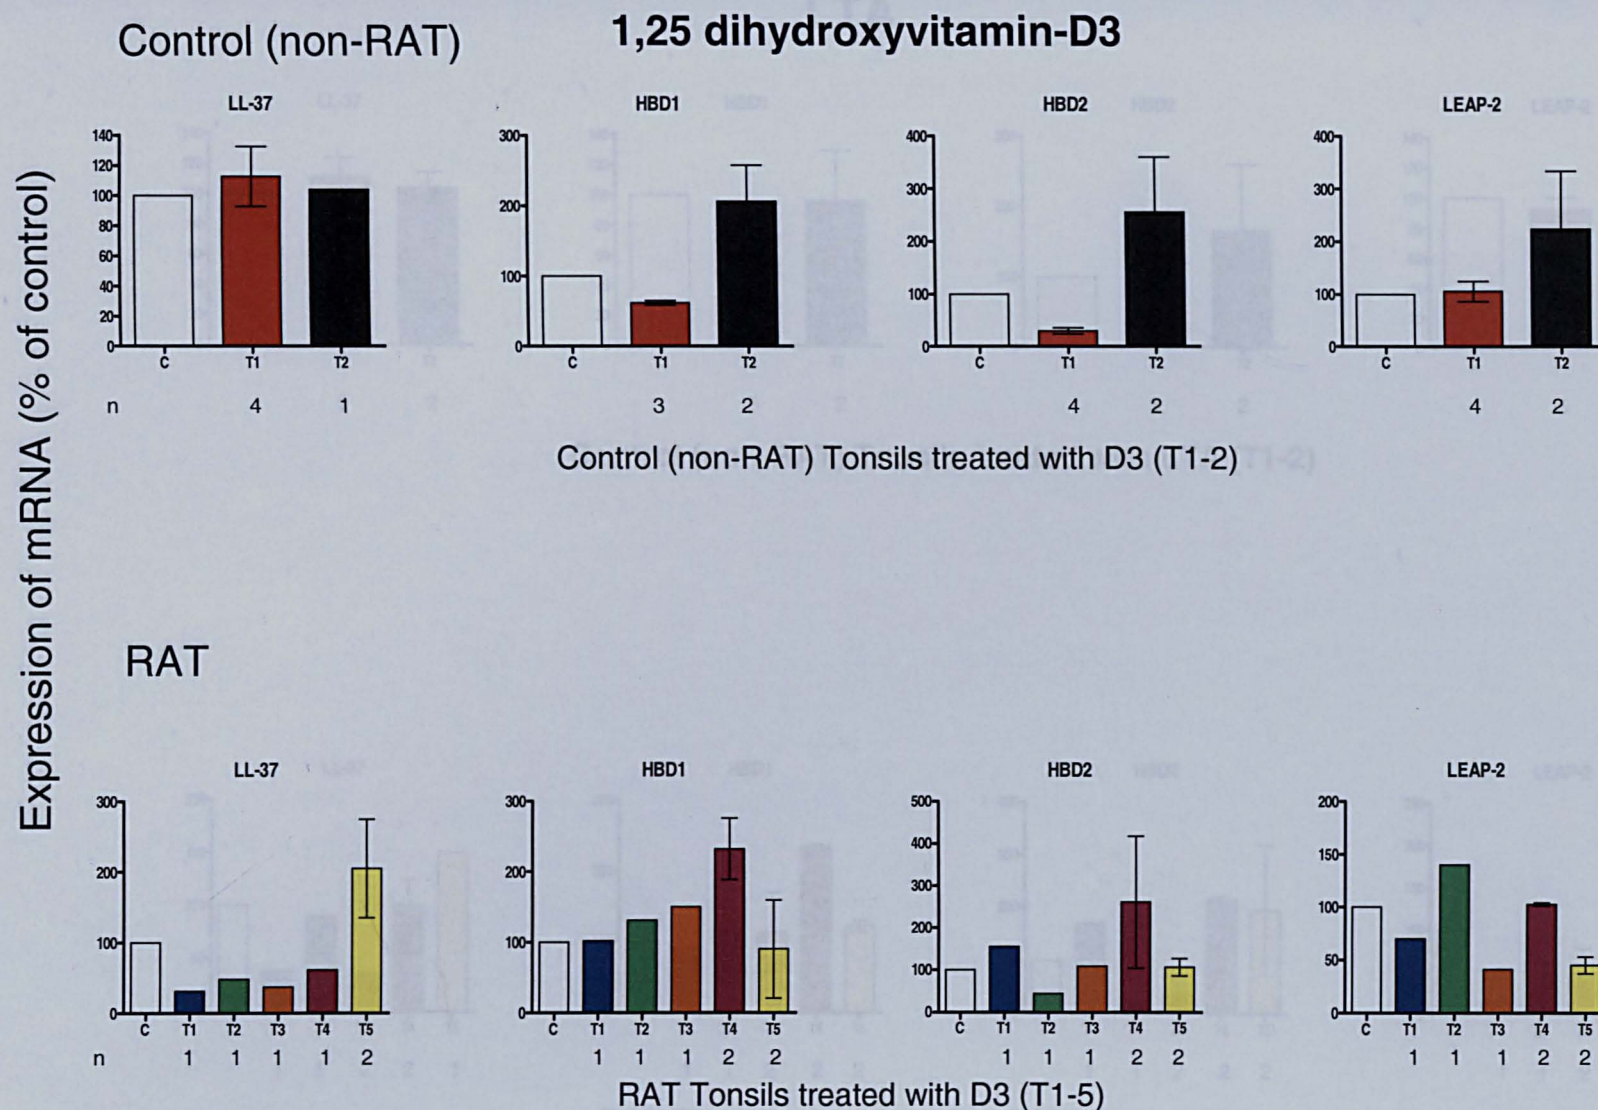 Control (non-RAT)
1,25 dihydroxyvitamin-D3
Expression of mRNA (% of control)
LL-37
140
120
100
80
60
40
20
0
C T1 T2
HBD1
300
200
100
0
C T1 T2
HBD2
400
300
200
100
0
C T1 T2
LEAP-2
400
300
200
100
0
C T1 T2
n 4 1 3 2 4 2 4 2
Control (non-RAT) Tonsils treated with D3 (T1-2)
RAT
LL-37
300
200
100
0
C T1 T2 T3 T4 T5
HBD1
300
200
100
0
C T1 T2 T3 T4 T5
HBD2
500
400
300
200
100
0
C T1 T2 T3 T4 T5
LEAP-2
200
150
100
50
0
C T1 T2 T3 T4 T5
n 1 1 1 1 2 1 1 1 2 2 1 1 1 2 2 1 1 1 2 2
RAT Tonsils treated with D3 (T1-5)